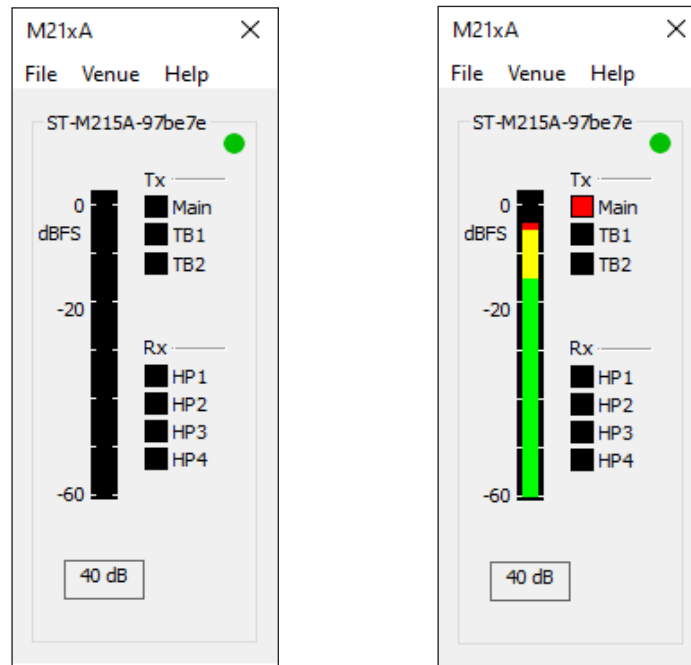 M21xA
File Venue Help
ST-M215A-97be7e
Tx
0 Main
dBFS TB1
TB2
-20
Rx
HP1
HP2
HP3
HP4
-60
40 dB
M21xA
File Venue Help
ST-M215A-97be7e
Tx
0 Main
dBFS TB1
TB2
-20
Rx
HP1
HP2
HP3
HP4
-60
40 dB